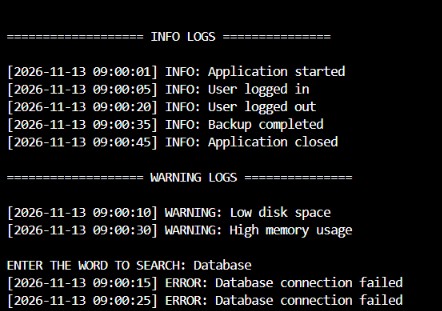 =================== INFO LOGS ===============
[2026-11-13 09:00:01] INFO: Application started
[2026-11-13 09:00:05] INFO: User logged in
[2026-11-13 09:00:20] INFO: User logged out
[2026-11-13 09:00:35] INFO: Backup completed
[2026-11-13 09:00:45] INFO: Application closed
=================== WARNING LOGS ===============
[2026-11-13 09:00:10] WARNING: Low disk space
[2026-11-13 09:00:30] WARNING: High memory usage
ENTER THE WORD TO SEARCH: Database
[2026-11-13 09:00:15] ERROR: Database connection failed
[2026-11-13 09:00:25] ERROR: Database connection failed